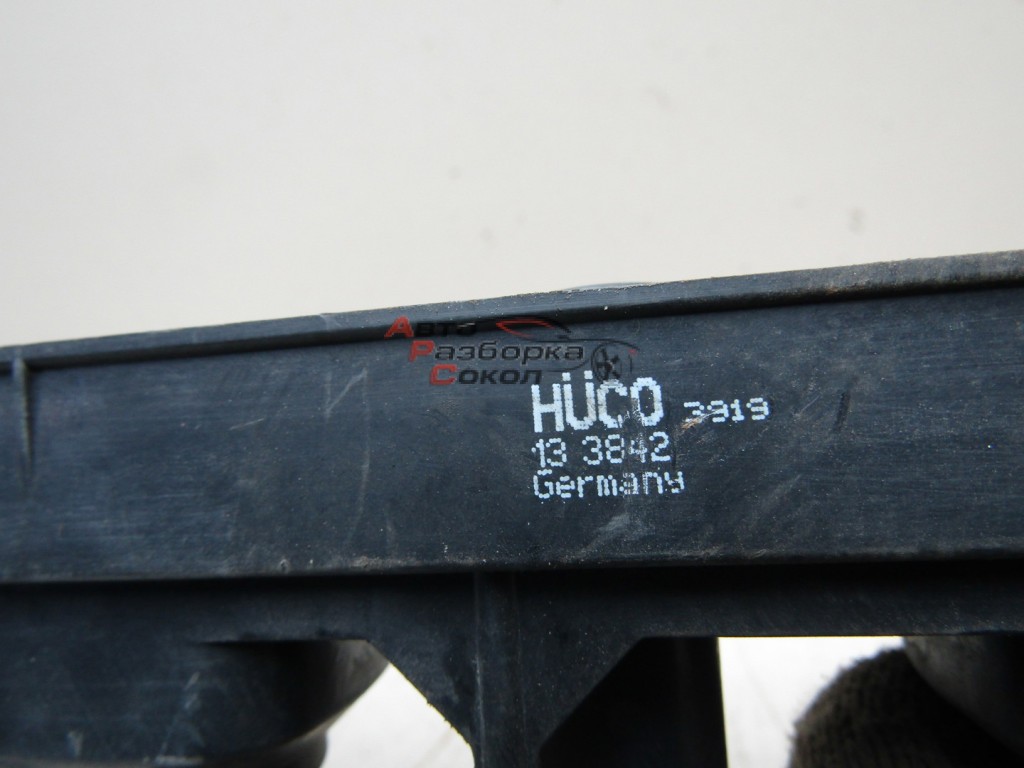 Авто
Разборка
Сокол
HÜCO 3919
13 3842
Germany